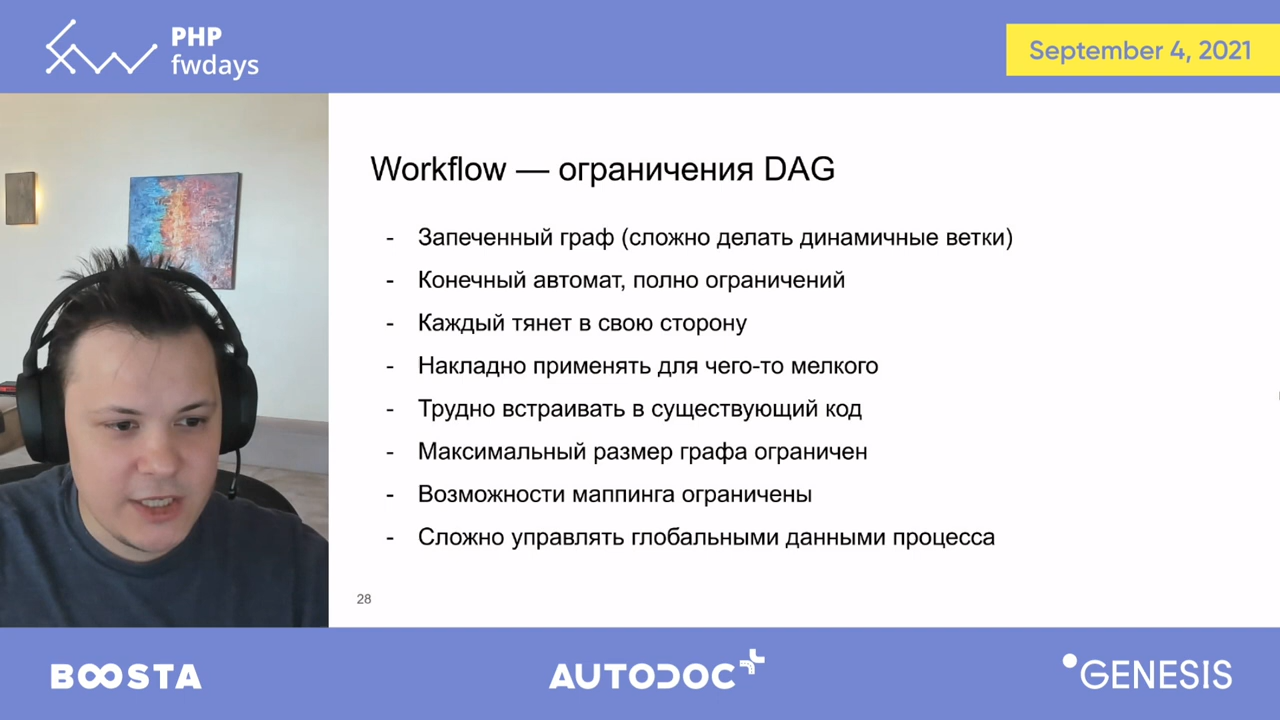 PHP
fwdays
September 4, 2021
Workflow — ограничения DAG
- Запеченный граф (сложно делать динамичные ветки)
- Конечный автомат, полно ограничений
- Каждый тянет в свою сторону
- Накладно применять для чего-то мелкого
- Трудно встраивать в существующий код
- Максимальный размер графа ограничен
- Возможности маппинга ограничены
- Сложно управлять глобальными данными процесса
28
BOOSTA
AUTODOC
GENESIS